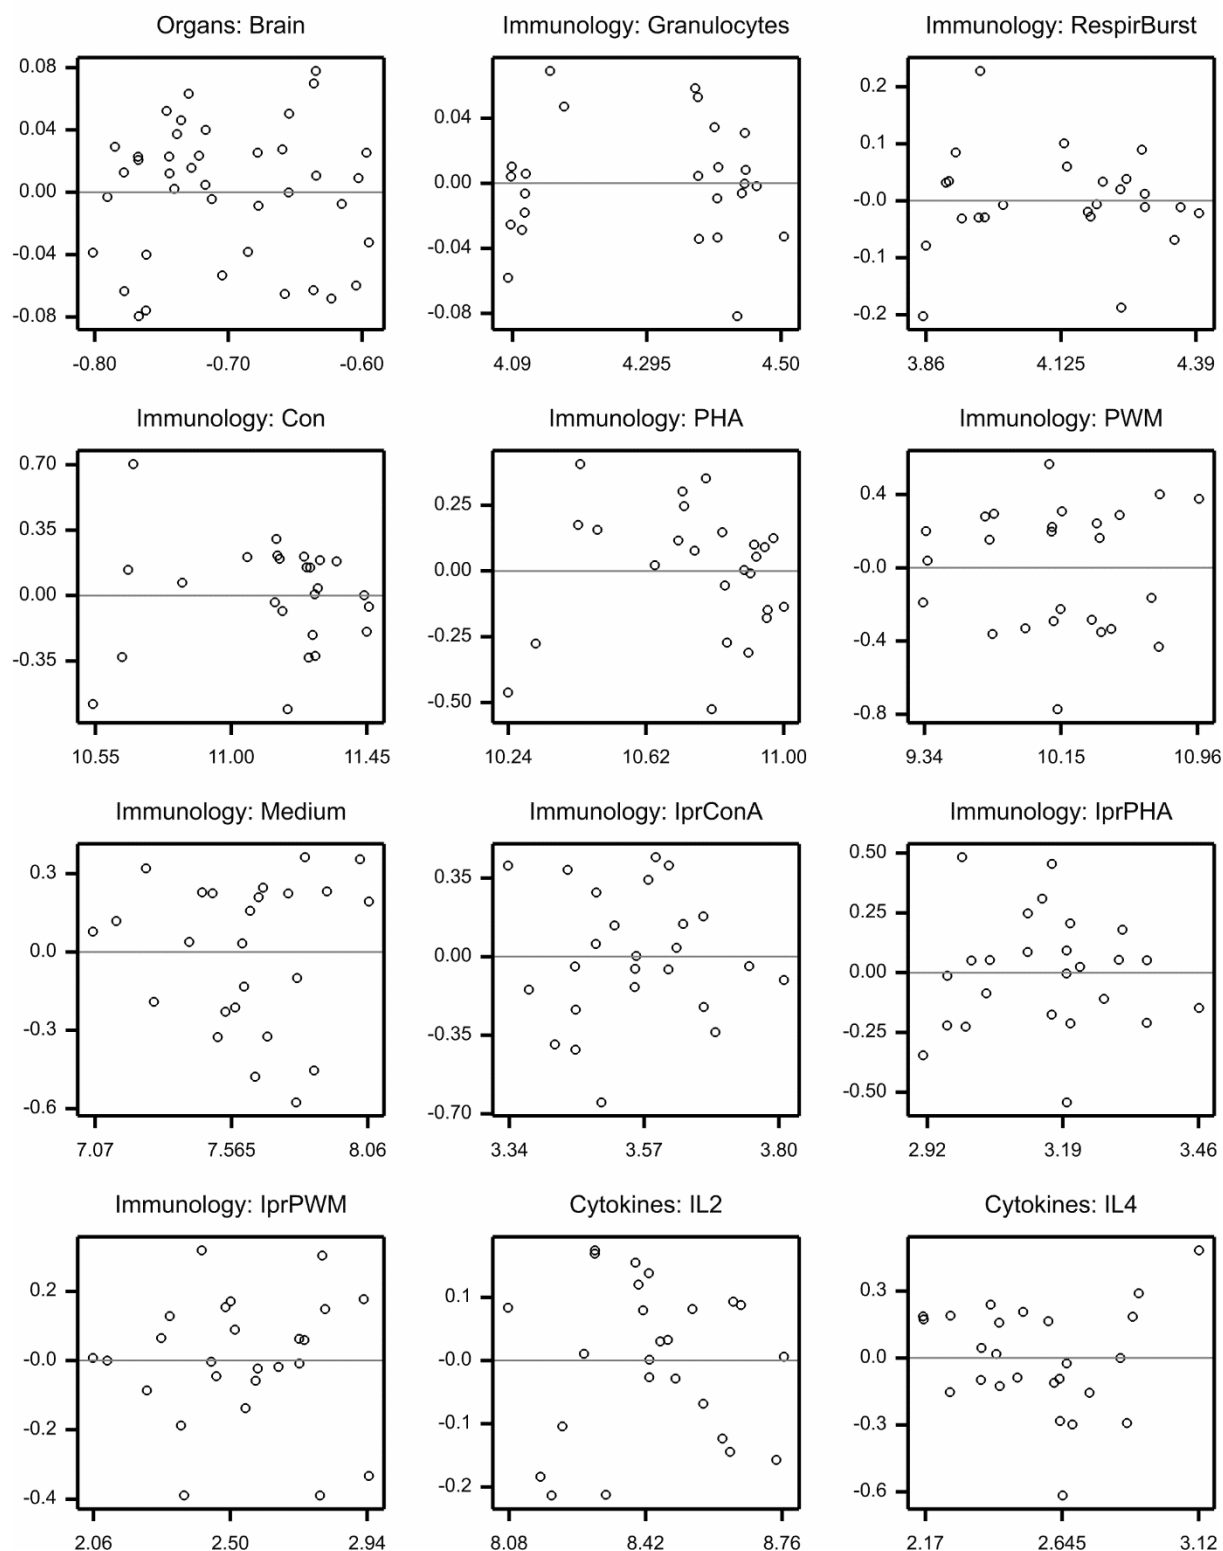 Organs: Brain
0.08
0.04
0.00
-0.04
-0.08
-0.80 -0.70 -0.60
Immunology: Granulocytes
0.04
0.00
-0.04
-0.08
4.09 4.295 4.50
Immunology: RespirBurst
0.2
0.1
-0.0
-0.1
-0.2
3.86 4.125 4.39
Immunology: Con
0.70
0.35
0.00
-0.35
10.55 11.00 11.45
Immunology: PHA
0.25
0.00
-0.25
-0.50
10.24 10.62 11.00
Immunology: PWM
0.4
-0.0
-0.4
-0.8
9.34 10.15 10.96
Immunology: Medium
0.3
0.0
-0.3
-0.6
7.07 7.565 8.06
Immunology: IprConA
0.35
0.00
-0.35
-0.70
3.34 3.57 3.80
Immunology: IprPHA
0.50
0.25
0.00
-0.25
-0.50
2.92 3.19 3.46
Immunology: IprPWM
0.2
-0.0
-0.2
-0.4
2.06 2.50 2.94
Cytokines: IL2
0.1
-0.0
-0.1
-0.2
8.08 8.42 8.76
Cytokines: IL4
0.3
0.0
-0.3
-0.6
2.17 2.645 3.12